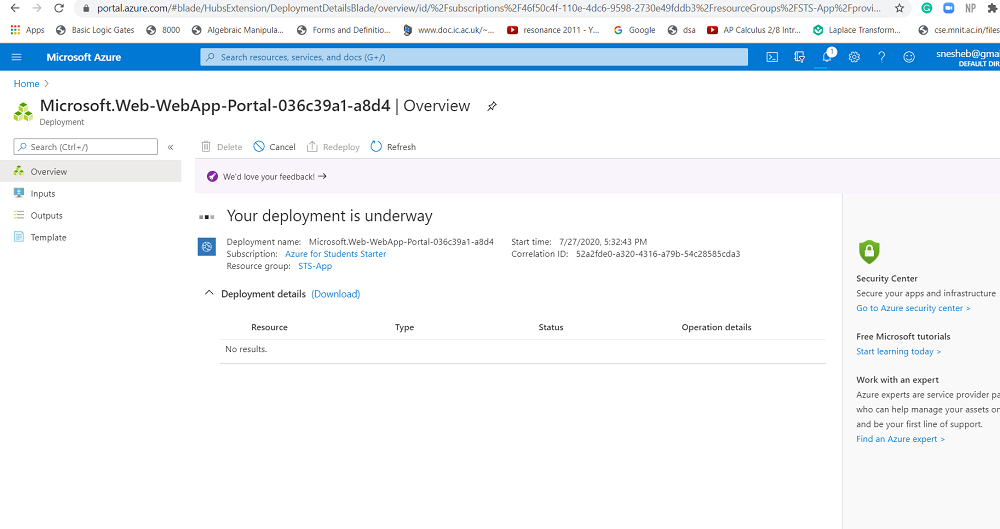 portal.azure.com/#blade/HubsExtension/DeploymentDetailsBlade/overview/id/%2Fsubscriptions%2F46f50c4f-110e-4dc6-9598-2730e49fddb3%2FresourceGroups%2FSTS-App%2Fprovi...
NP
Apps Basic Logic Gates 8000 Algebraic Manipula... Forms and Definitio... www.doc.ic.ac.uk/~... resonance 2011 - Y... Google dsa AP Calculus 2/8 Intr... Laplace Transform... cse.mnit.ac.in/files
Microsoft Azure Search resources, services, and docs (G+/) 1 snesheb@gma
DEFAULT DIR
Home >
Microsoft.Web-WebApp-Portal-036c39a1-a8d4 | Overview
Deployment
Search (Ctrl+/) « Delete Cancel Redeploy Refresh
Overview
Inputs
Outputs
Template
We'd love your feedback! →
Your deployment is underway
Deployment name: Microsoft.Web-WebApp-Portal-036c39a1-a8d4 Start time: 7/27/2020, 5:32:43 PM
Subscription: Azure for Students Starter Correlation ID: 52a2fde0-a320-4316-a79b-54c28585cda3
Resource group: STS-App
Deployment details (Download)
Resource Type Status Operation details
No results.
Security Center
Secure your apps and infrastructure
Go to Azure security center >
Free Microsoft tutorials
Start learning today >
Work with an expert
Azure experts are service provider pa
who can help manage your assets on
and be your first line of support.
Find an Azure expert >